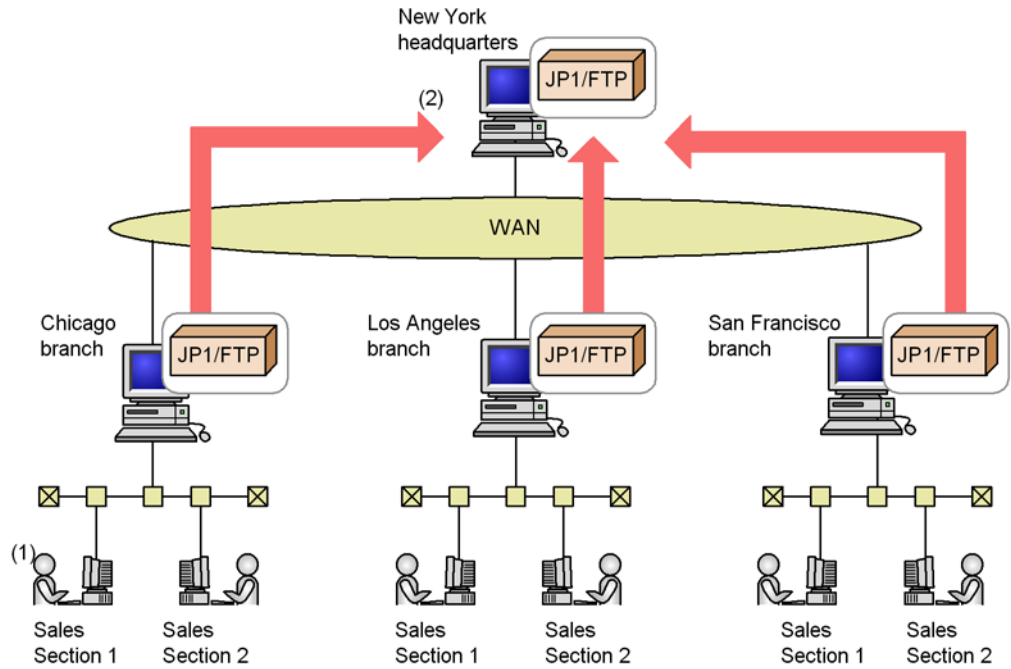 New York
headquarters
JP1/FTP
(2)
WAN
Chicago
branch
JP1/FTP
Los Angeles
branch
JP1/FTP
San Francisco
branch
JP1/FTP
(1)
Sales
Section 1
Sales
Section 2
Sales
Section 1
Sales
Section 2
Sales
Section 1
Sales
Section 2